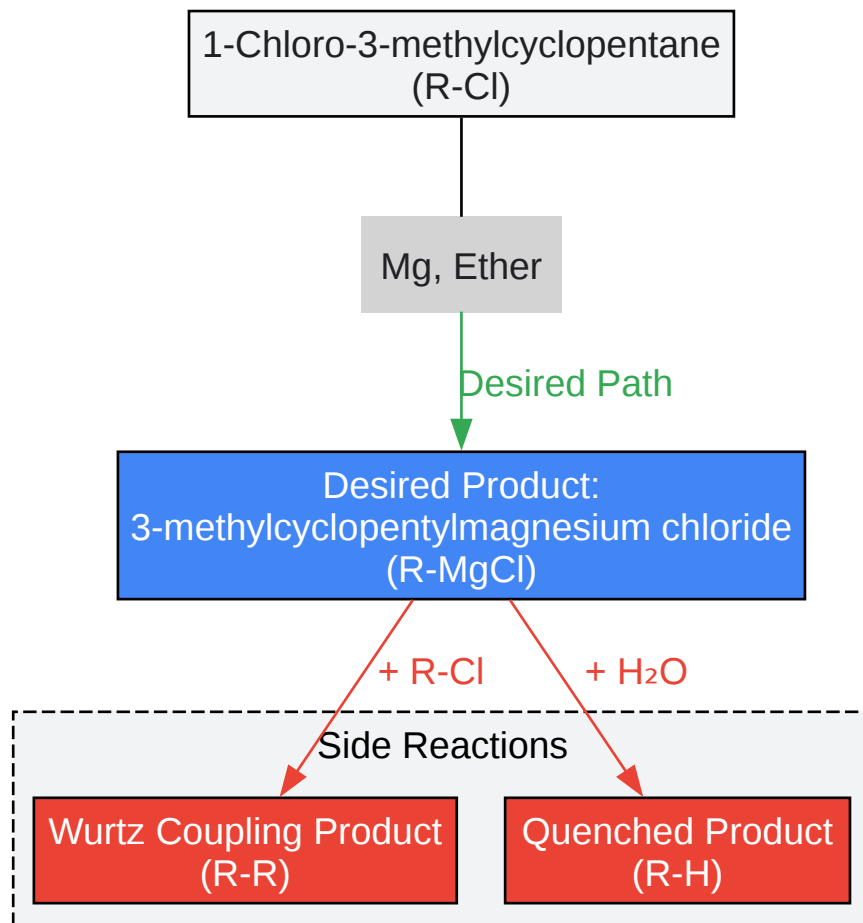 1-Chloro-3-methylcyclopentane
(R-Cl)
Mg, Ether
Desired Path
Desired Product:
3-methylcyclopentylmagnesium chloride
(R-MgCl)
+ R-Cl
+ H₂O
Side Reactions
Wurtz Coupling Product
(R-R)
Quenched Product
(R-H)